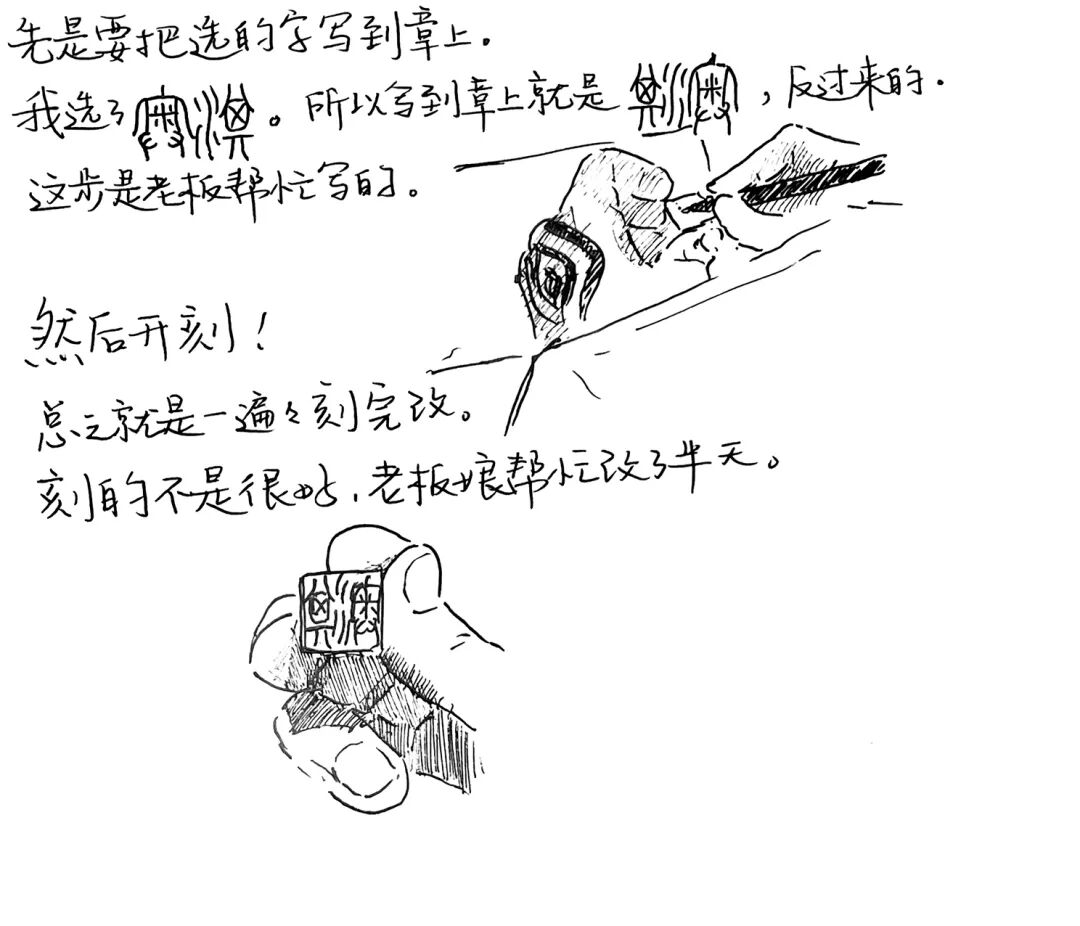 先是要把选的字写到章上.
我选了。所以写到章上就是,反过来的.
这步是老板帮忙写的。
然后开刻!
总之就是一遍々刻完改。
刻的不是很好,老板娘帮忙改了半天。